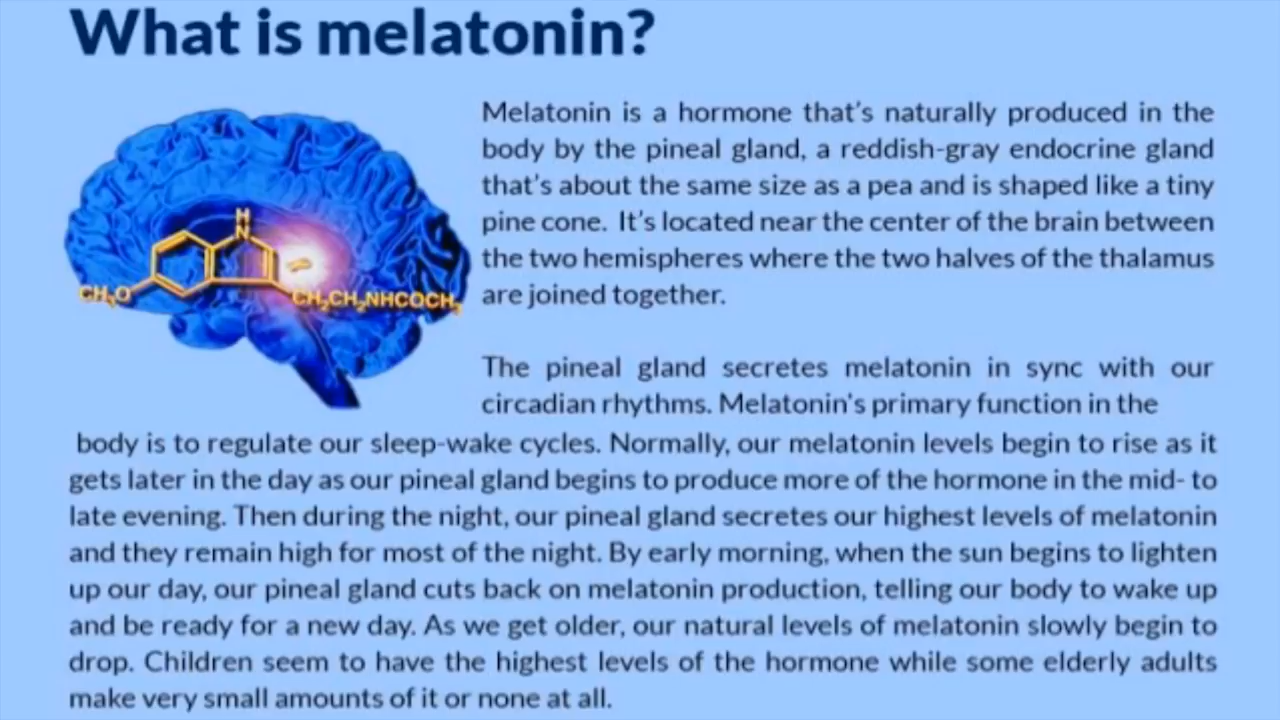 What is melatonin?
Melatonin is a hormone that's naturally produced in the
body by the pineal gland, a reddish-gray endocrine gland
that's about the same size as a pea and is shaped like a tiny
pine cone. It's located near the center of the brain between
the two hemispheres where the two halves of the thalamus
are joined together.
H
N
CH₃O
CH₂CH₂NHCOCH₃
The pineal gland secretes melatonin in sync with our
circadian rhythms. Melatonin's primary function in the
body is to regulate our sleep-wake cycles. Normally, our melatonin levels begin to rise as it
gets later in the day as our pineal gland begins to produce more of the hormone in the mid- to
late evening. Then during the night, our pineal gland secretes our highest levels of melatonin
and they remain high for most of the night. By early morning, when the sun begins to lighten
up our day, our pineal gland cuts back on melatonin production, telling our body to wake up
and be ready for a new day. As we get older, our natural levels of melatonin slowly begin to
drop. Children seem to have the highest levels of the hormone while some elderly adults
make very small amounts of it or none at all.